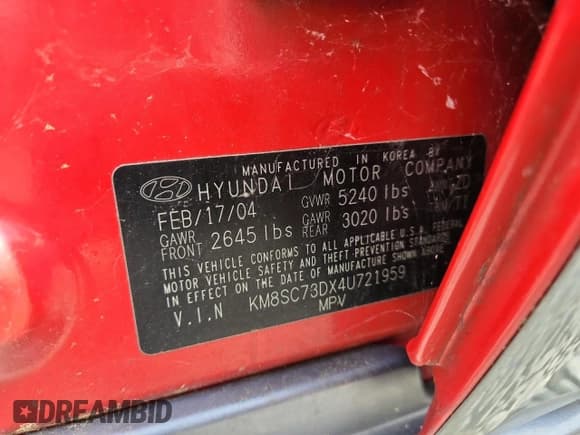 MANUFACTURED IN KOREA BY
HYUNDAI MOTOR COMPANY
FEB/17/04 GVWR 5240 lbs
GAWR FRONT 2645 lbs GAWR REAR 3020 lbs
THIS VEHICLE CONFORMS TO ALL APPLICABLE U.S.A FEDERAL
MOTOR VEHICLE SAFETY AND THEFT PREVENTION STANDARDS
IN EFFECT ON THE DATE OF MANUFACTURE SHOWN ABOVE.
V.I.N KM8SC73DX4U721959
MPV
DREAMBID